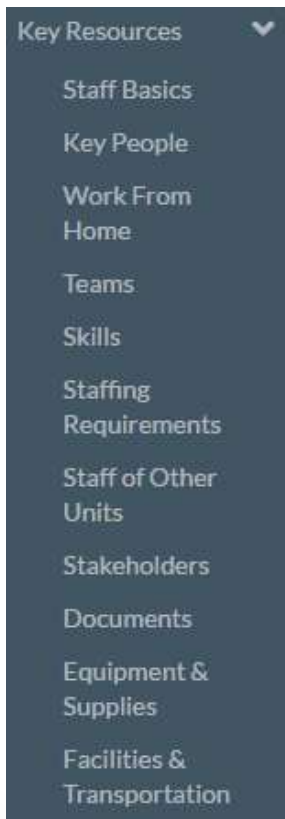 Key Resources
Staff Basics
Key People
Work From
Home
Teams
Skills
Staffing
Requirements
Staff of Other
Units
Stakeholders
Documents
Equipment &
Supplies
Facilities &
Transportation